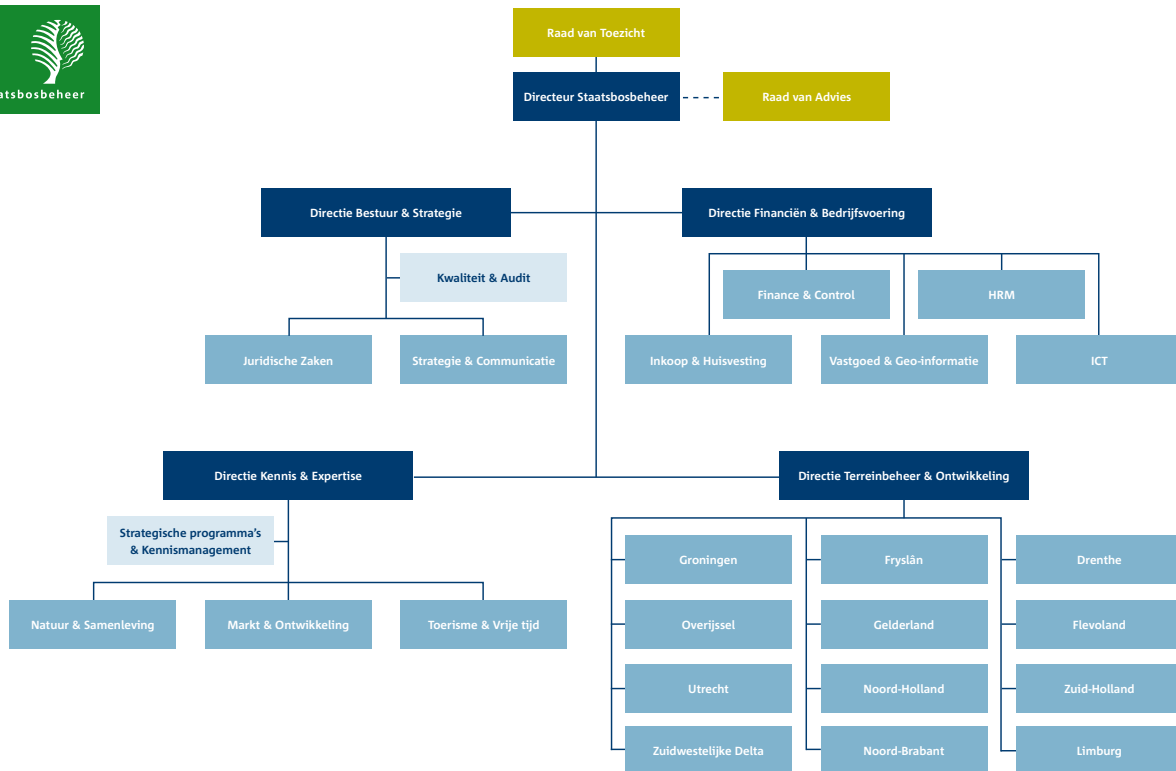 Raad van Toezicht
atsbosbeheer
Directeur Staatsbosbeheer
Raad van Advies
Directie Bestuur & Strategie
Directie Financiën & Bedrijfsvoering
Kwaliteit & Audit
Finance & Control
HRM
Juridische Zaken
Strategie & Communicatie
Inkoop & Huisvesting
Vastgoed & Geo-informatie
ICT
Directie Kennis & Expertise
Directie Terreinbeheer & Ontwikkeling
Strategische programma's
& Kennismanagement
Groningen
Fryslân
Drenthe
Natuur & Samenleving
Markt & Ontwikkeling
Toerisme & Vrije tijd
Overijssel
Gelderland
Flevoland
Utrecht
Noord-Holland
Zuid-Holland
Zuidwestelijke Delta
Noord-Brabant
Limburg